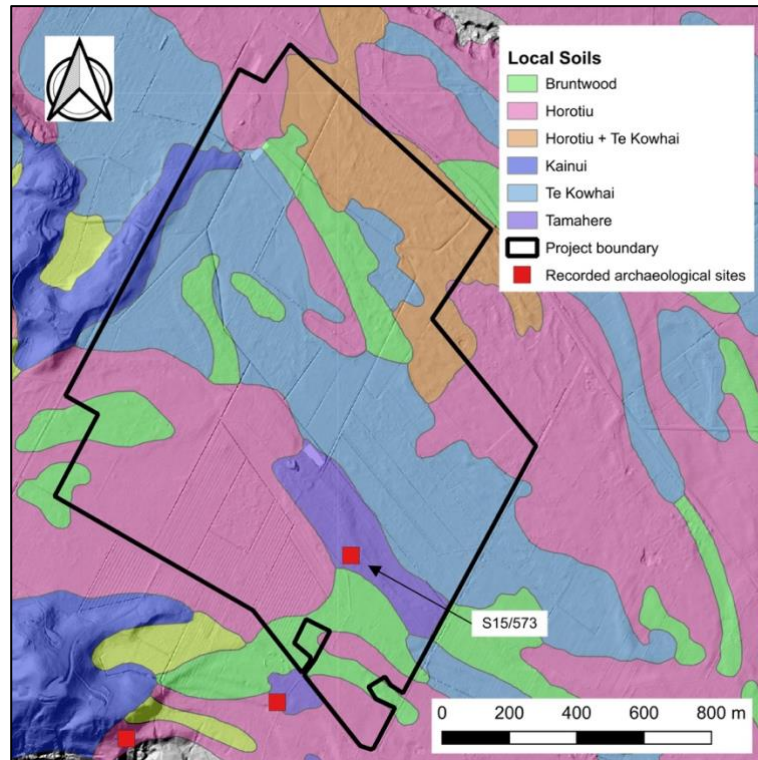 Local Soils
Bruntwood
Horotiu
Horotiu + Te Kowhai
Kainui
Te Kowhai
Tamahere
Project boundary
Recorded archaeological sites
S15/573
0 200 400 600 800 m